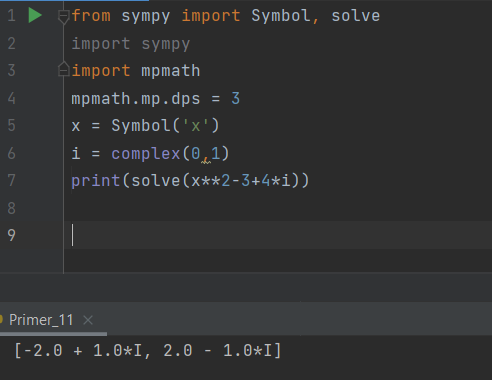 1 from sympy import Symbol, solve
2 import sympy
3 import mpmath
4 mpmath.mp.dps = 3
5 x = Symbol('x')
6 i = complex(0,1)
7 print(solve(x**2-3+4*i))
8
9
Primer_11 ×
[-2.0 + 1.0*I, 2.0 - 1.0*I]